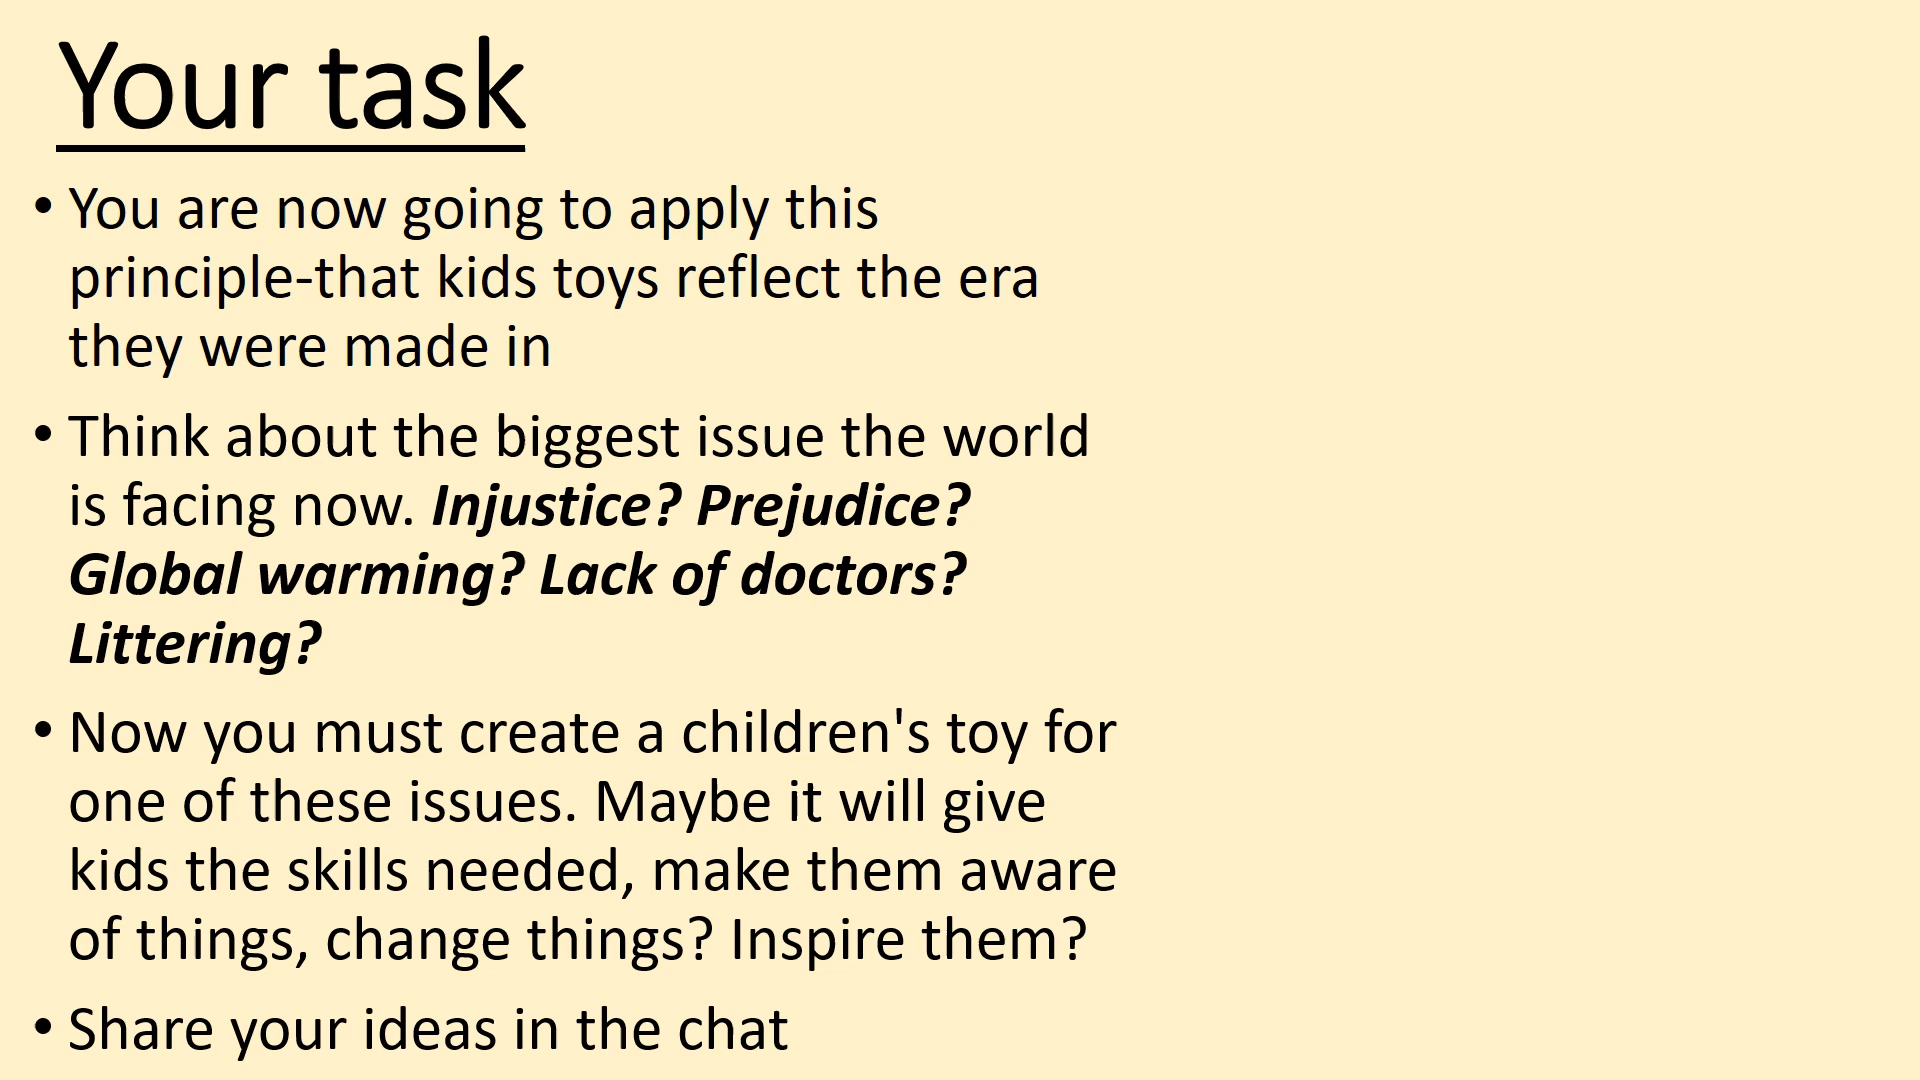 Your task
• You are now going to apply this
principle-that kids toys reflect the era
they were made in
• Think about the biggest issue the world
is facing now. Injustice? Prejudice?
Global warming? Lack of doctors?
Littering?
• Now you must create a children's toy for
one of these issues. Maybe it will give
kids the skills needed, make them aware
of things, change things? Inspire them?
• Share your ideas in the chat